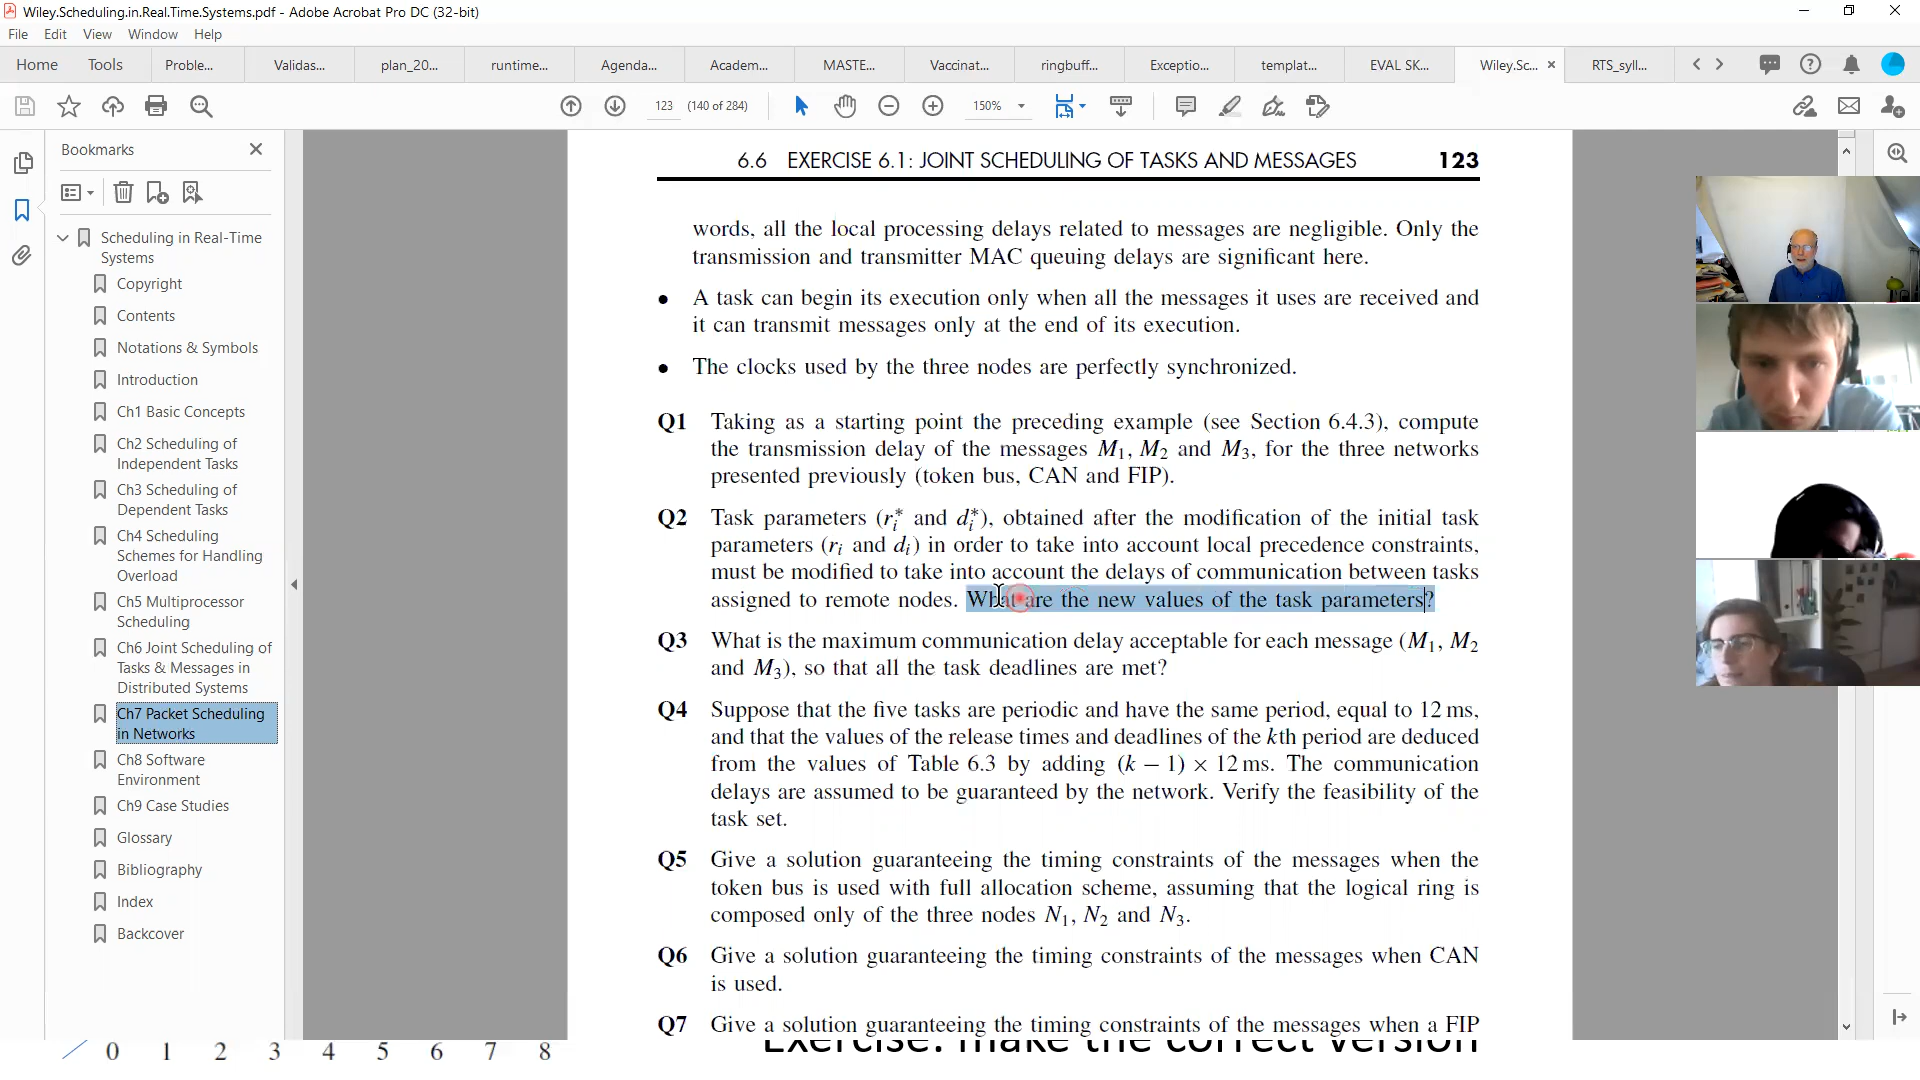 Wiley.Scheduling.in.Real.Time.Systems.pdf - Adobe Acrobat Pro DC (32-bit)
File Edit View Window Help
Home Tools Proble... Validas... plan_20... runtime... Agenda... Academ... MASTE... Vaccinat... ringbuff... Exceptio... templat... EVAL SK... Wiley.Sc... RTS_syll...
123 (140 of 284) 150%
Bookmarks
Scheduling in Real-Time
Systems
Copyright
Contents
Notations & Symbols
Introduction
Ch1 Basic Concepts
Ch2 Scheduling of
Independent Tasks
Ch3 Scheduling of
Dependent Tasks
Ch4 Scheduling
Schemes for Handling
Overload
Ch5 Multiprocessor
Scheduling
Ch6 Joint Scheduling of
Tasks & Messages in
Distributed Systems
Ch7 Packet Scheduling
in Networks
Ch8 Software
Environment
Ch9 Case Studies
Glossary
Bibliography
Index
Backcover
6.6 EXERCISE 6.1: JOINT SCHEDULING OF TASKS AND MESSAGES 123
words, all the local processing delays related to messages are negligible. Only the
transmission and transmitter MAC queuing delays are significant here.
• A task can begin its execution only when all the messages it uses are received and
it can transmit messages only at the end of its execution.
• The clocks used by the three nodes are perfectly synchronized.
Q1 Taking as a starting point the preceding example (see Section 6.4.3), compute
the transmission delay of the messages M₁, M₂ and M₃, for the three networks
presented previously (token bus, CAN and FIP).
Q2 Task parameters (rᵢ* and dᵢ*), obtained after the modification of the initial task
parameters (rᵢ and dᵢ) in order to take into account local precedence constraints,
must be modified to take into account the delays of communication between tasks
assigned to remote nodes. What are the new values of the task parameters?
Q3 What is the maximum communication delay acceptable for each message (M₁, M₂
and M₃), so that all the task deadlines are met?
Q4 Suppose that the five tasks are periodic and have the same period, equal to 12 ms,
and that the values of the release times and deadlines of the kth period are deduced
from the values of Table 6.3 by adding (k − 1) × 12 ms. The communication
delays are assumed to be guaranteed by the network. Verify the feasibility of the
task set.
Q5 Give a solution guaranteeing the timing constraints of the messages when the
token bus is used with full allocation scheme, assuming that the logical ring is
composed only of the three nodes N₁, N₂ and N₃.
Q6 Give a solution guaranteeing the timing constraints of the messages when CAN
is used.
Q7 Give a solution guaranteeing the timing constraints of the messages when a FIP
Exercise: make the correct version
0 1 2 3 4 5 6 7 8